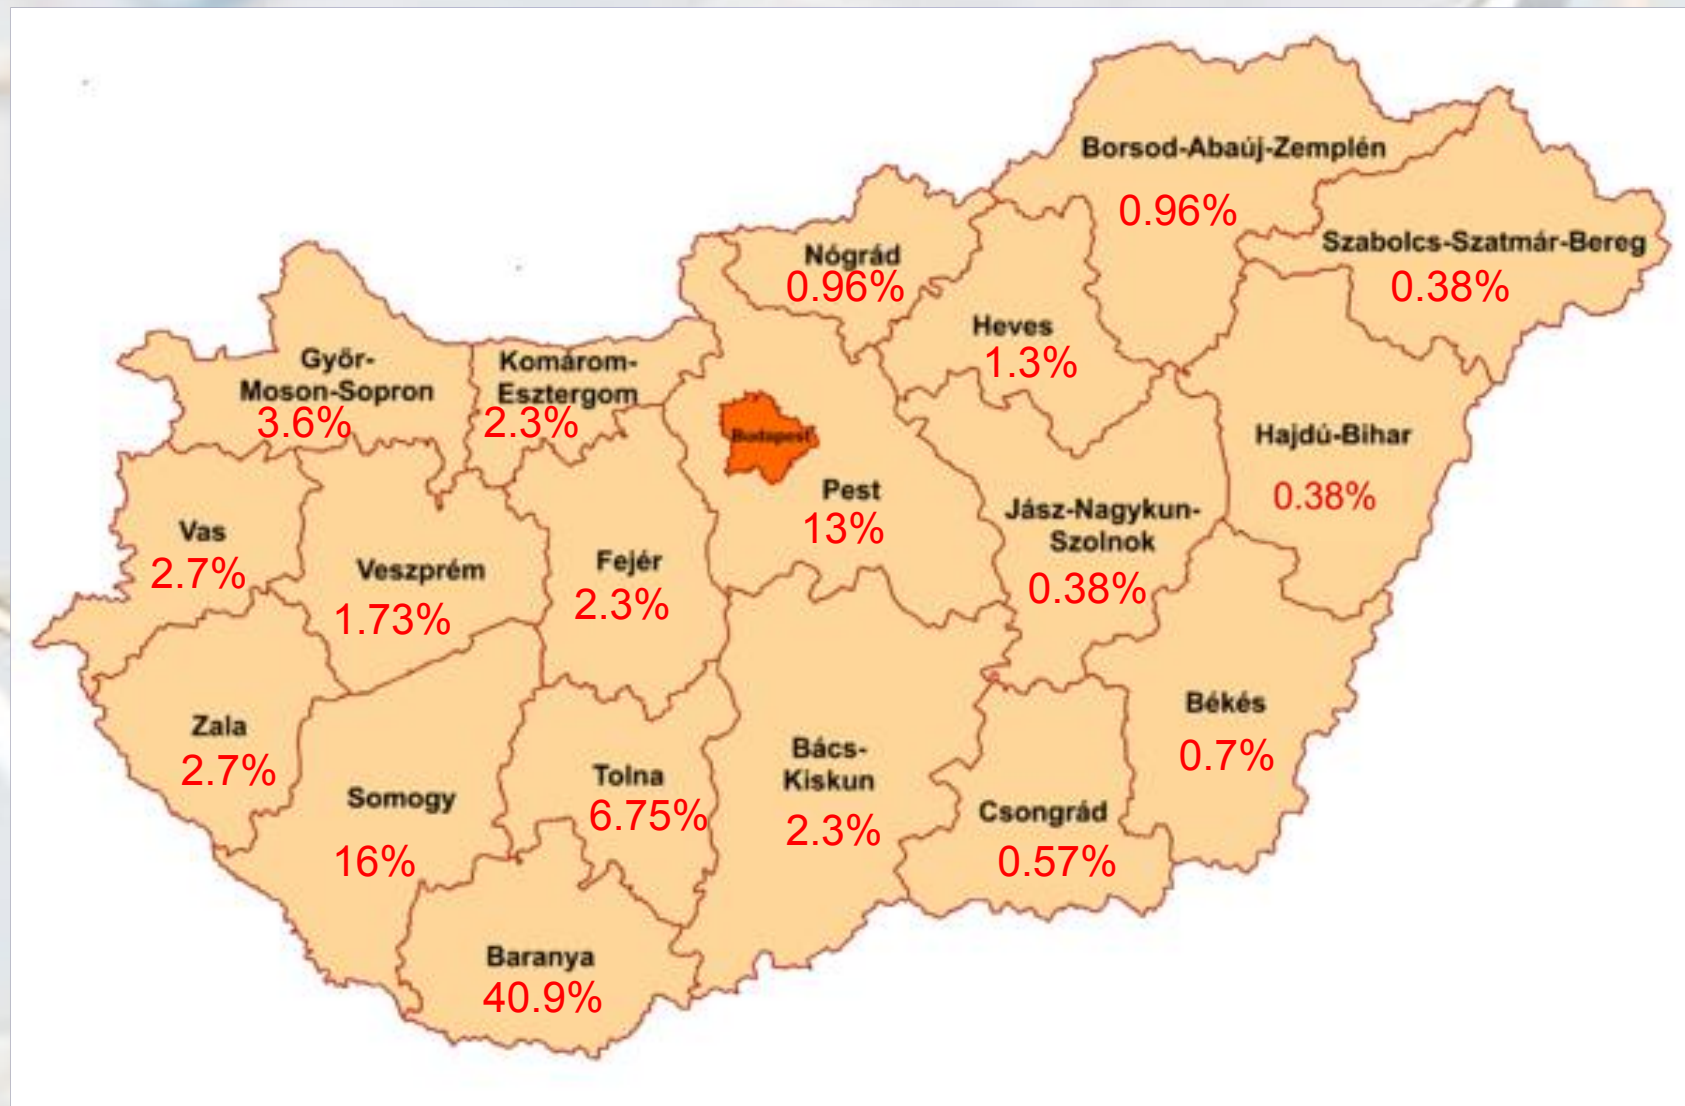 Borsod-Abaúj-Zemplén
0.96%
Szabolcs-Szatmár-Bereg
0.38%
Nógrád
0.96%
Heves
1.3%
Győr-
Moson-Sopron
3.6%
Komárom-
Esztergom
2.3%
Budapest
Pest
13%
Hajdú-Bihar
0.38%
Jász-Nagykun-
Szolnok
0.38%
Vas
2.7%
Veszprém
1.73%
Fejér
2.3%
Zala
2.7%
Somogy
16%
Tolna
6.75%
Bács-
Kiskun
2.3%
Békés
0.7%
Csongrád
0.57%
Baranya
40.9%